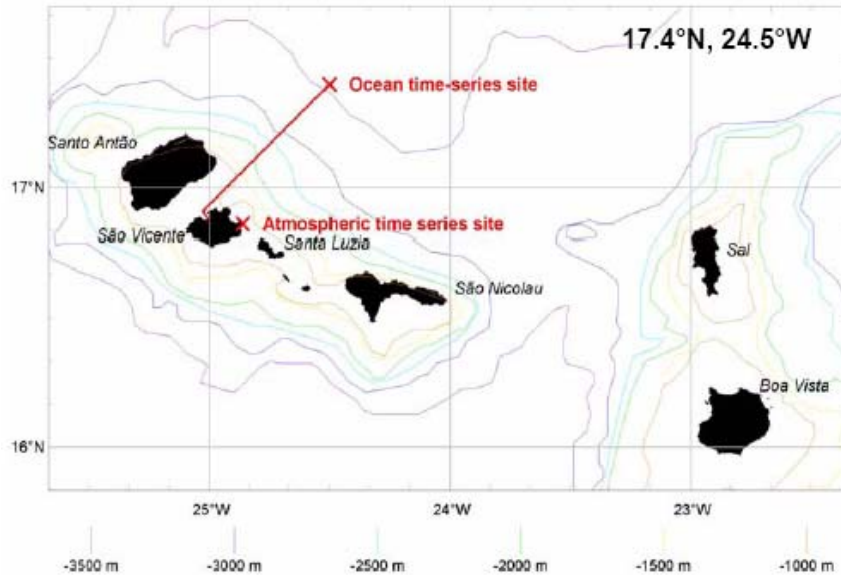 17.4°N, 24.5°W
Ocean time-series site
Santo Antão
17°N
São Vicente
Atmospheric time series site
Santa Luzia
Sal
São Nicolau
Boa Vista
16°N
25°W
24°W
23°W
-3500 m
-3000 m
-2500 m
-2000 m
-1500 m
-1000 m